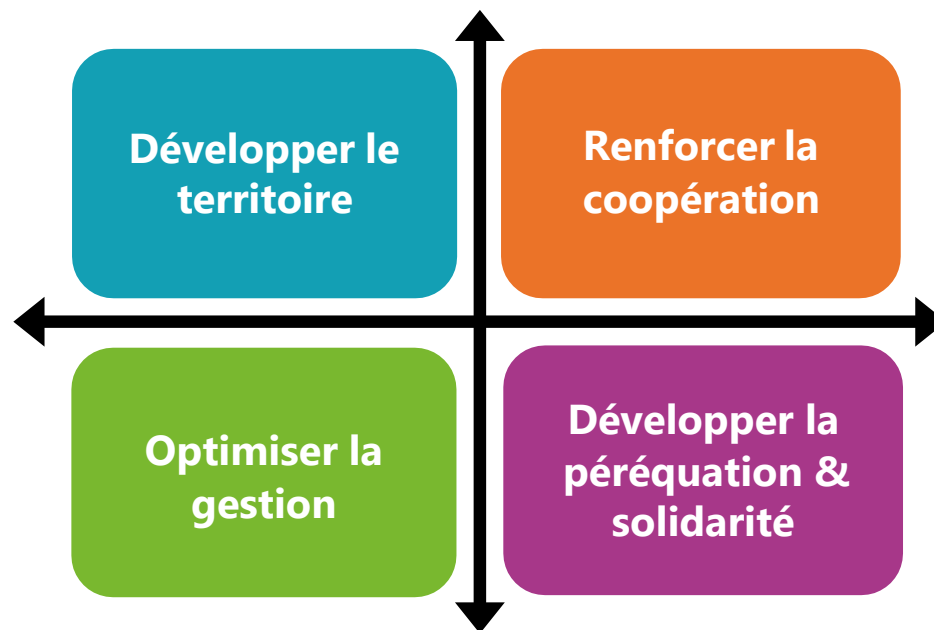 Développer le
territoire
Renforcer la
coopération
Optimiser la
gestion
Développer la
péréquation &
solidarité